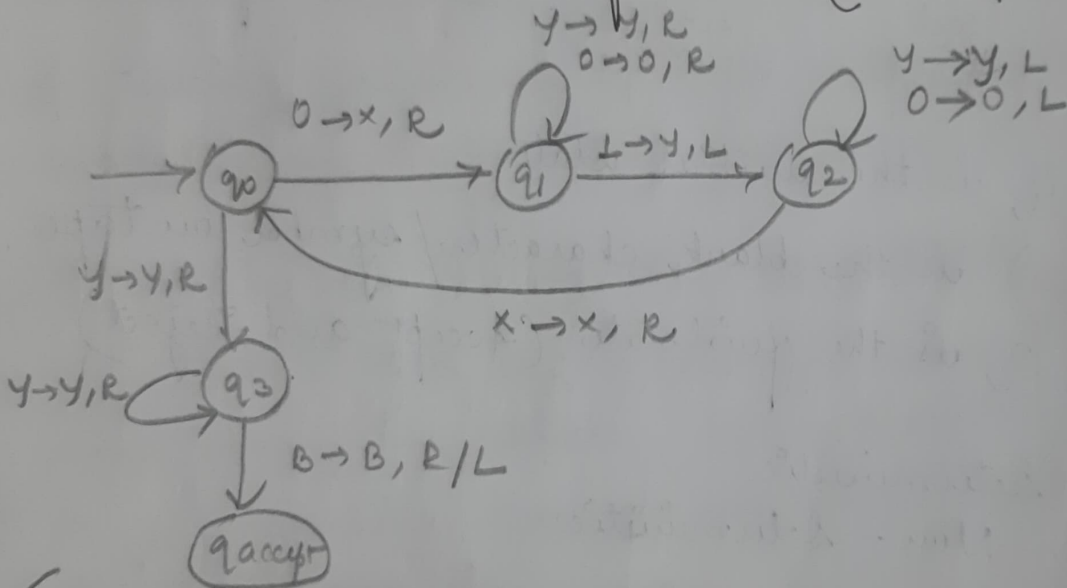 Y→Y, R
0→0, R
Y→Y, L
0→0, L
0→X, R
1→Y, L
q0
q1
q2
Y→Y, R
X→X, R
Y→Y, R
q3
B→B, R/L
qaccept